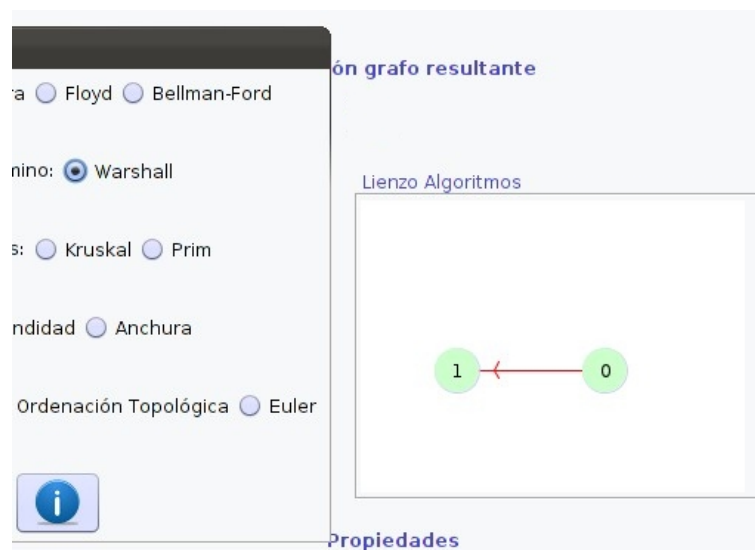 ón grafo resultante
ra Floyd Bellman-Ford
mino: Warshall
Lienzo Algoritmos
s: Kruskal Prim
ndidad Anchura
1 0
Ordenación Topológica Euler
i
Propiedades